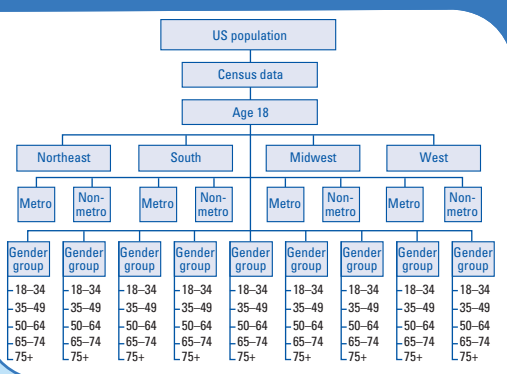 US population
Census data
Age 18
Northeast South Midwest West
Metro Non-metro Metro Non-metro Metro Non-metro Metro Non-metro
Gender group Gender group Gender group Gender group Gender group Gender group Gender group Gender group Gender group
18–34 18–34 18–34 18–34 18–34 18–34 18–34 18–34 18–34
35–49 35–49 35–49 35–49 35–49 35–49 35–49 35–49 35–49
50–64 50–64 50–64 50–64 50–64 50–64 50–64 50–64 50–64
65–74 65–74 65–74 65–74 65–74 65–74 65–74 65–74 65–74
75+ 75+ 75+ 75+ 75+ 75+ 75+ 75+ 75+